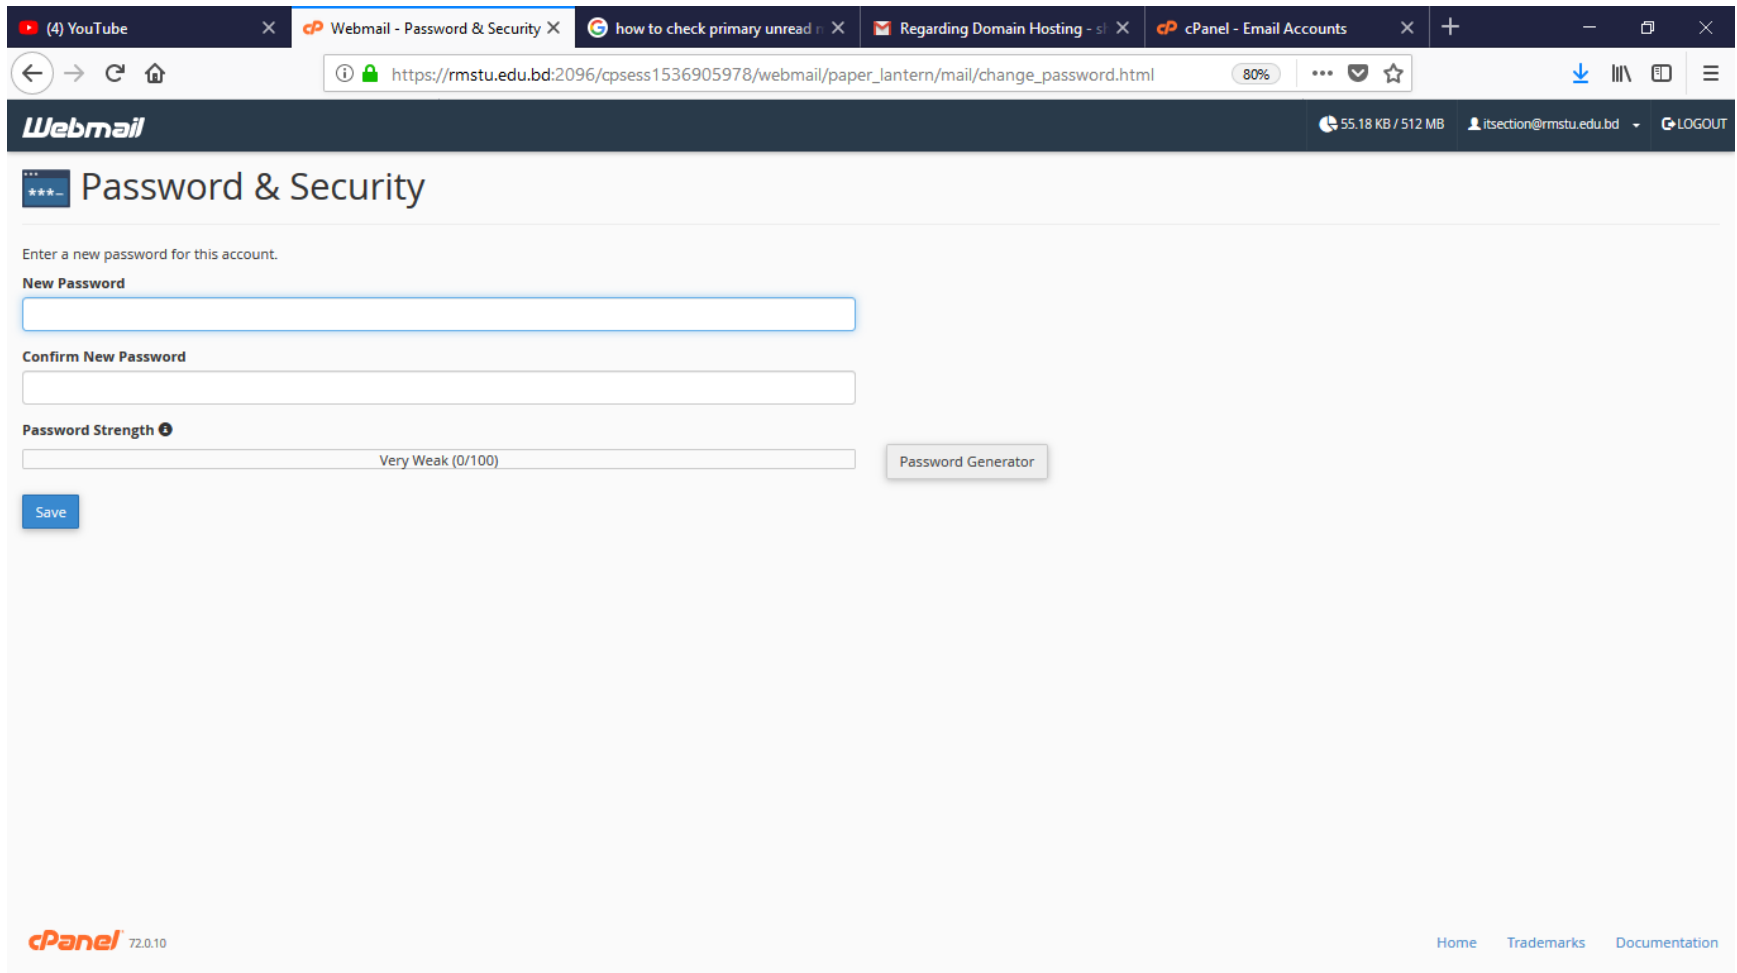 (4) YouTube
Webmail - Password & Security
how to check primary unread
Regarding Domain Hosting -
cPanel - Email Accounts
https://rmstu.edu.bd:2096/cpsess1536905978/webmail/paper_lantern/mail/change_password.html
80%
Webmail
55.18 KB / 512 MB
itsection@rmstu.edu.bd
LOGOUT
***_ Password & Security
Enter a new password for this account.
New Password
Confirm New Password
Password Strength
Very Weak (0/100)
Password Generator
Save
cPanel 72.0.10
Home
Trademarks
Documentation